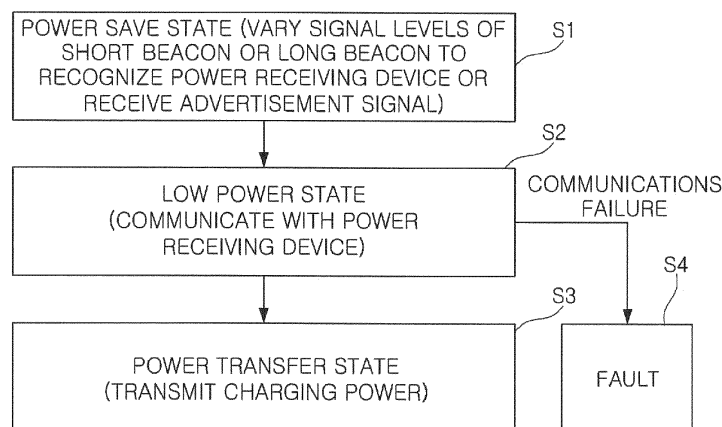 POWER SAVE STATE (VARY SIGNAL LEVELS OF
SHORT BEACON OR LONG BEACON TO
RECOGNIZE POWER RECEIVING DEVICE OR
RECEIVE ADVERTISEMENT SIGNAL)
S1
S2
LOW POWER STATE
(COMMUNICATE WITH POWER
RECEIVING DEVICE)
COMMUNICATIONS
FAILURE
S3
POWER TRANSFER STATE
(TRANSMIT CHARGING POWER)
S4
FAULT